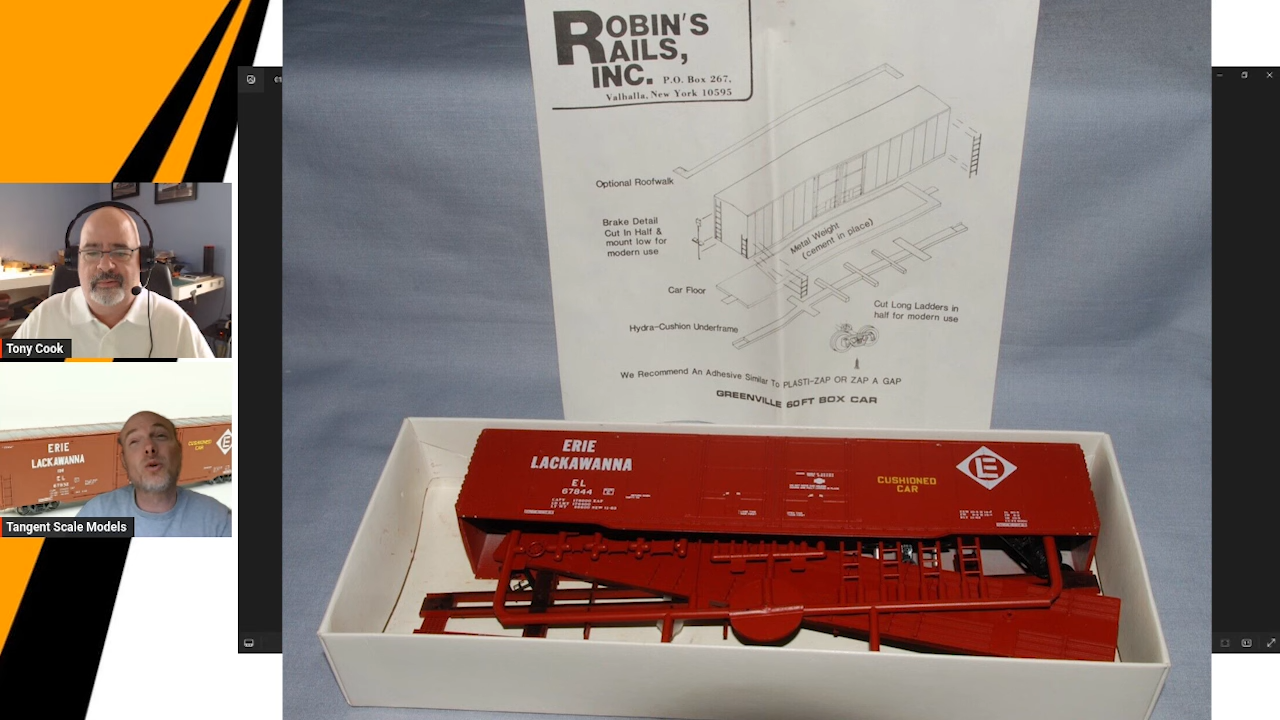 ROBIN'S
RAILS,
INC. P.O. Box 267,
Valhalla, New York 10595
Optional Roofwalk
Brake Detail
Cut In Half &
mount low for
modern use
Metal Weight
(cement in place)
Car Floor
Cut Long Ladders in
half for modern use
Hydra-Cushion Underframe
We Recommend An Adhesive Similar To PLASTI-ZAP OR ZAP A GAP
GREENVILLE 60FT BOX CAR
ERIE
LACKAWANNA
EL
67844
CUSHIONED
CAR
E
Tony Cook
ERIE
LACKAWANNA
EL
CUSHIONED
CAR
E
Tangent Scale Models